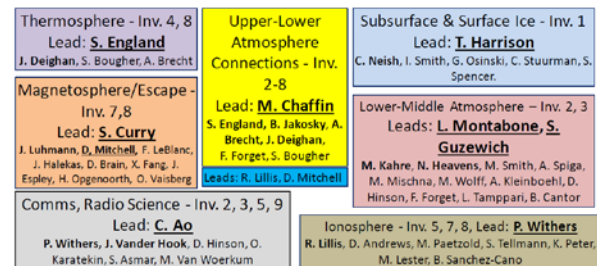 Thermosphere - Inv. 4, 8
Lead: S. England
J. Deighan, S. Bougher, A. Brecht
Magnetosphere/Escape -
Inv. 7,8
Lead: S. Curry
J. Luhmann, D, Mitchell, F. LeBlanc,
J. Halekas, D. Brain, X. Fang, J.
Espley, H. Opgenoorth, O. Vaisberg
Upper-Lower
Atmosphere
Connections - Inv.
2-8
Lead: M. Chaffin
S. England, B. Jakosky, A.
Brecht, J. Deighan,
F. Forget, S. Bougher
Leads: R. Lillis, D. Mitchell
Subsurface & Surface Ice - Inv. 1
Lead: T. Harrison
C. Neish, I. Smith, G. Osinski, C. Stuurman, S.
Spencer.
Lower-Middle Atmosphere – Inv. 2, 3
Leads: L. Montabone, S.
Guzewich
M. Kahre, N. Heavens, M. Smith, A. Spiga,
M. Mischna, M. Wolff, A. Kleinboehl, D.
Hinson, F. Forget, L. Tamppari, B. Cantor
Comms, Radio Science - Inv. 2, 3, 5, 9
Lead: C. Ao
P. Withers, J. Vander Hook, D. Hinson, O.
Karatekin, S. Asmar, M. Van Woerkum
Ionosphere - Inv. 5, 7, 8, Lead: P. Withers
R. Lillis, D. Andrews, M. Paetzold, S. Tellmann, K. Peter,
M. Lester, B. Sanchez-Cano